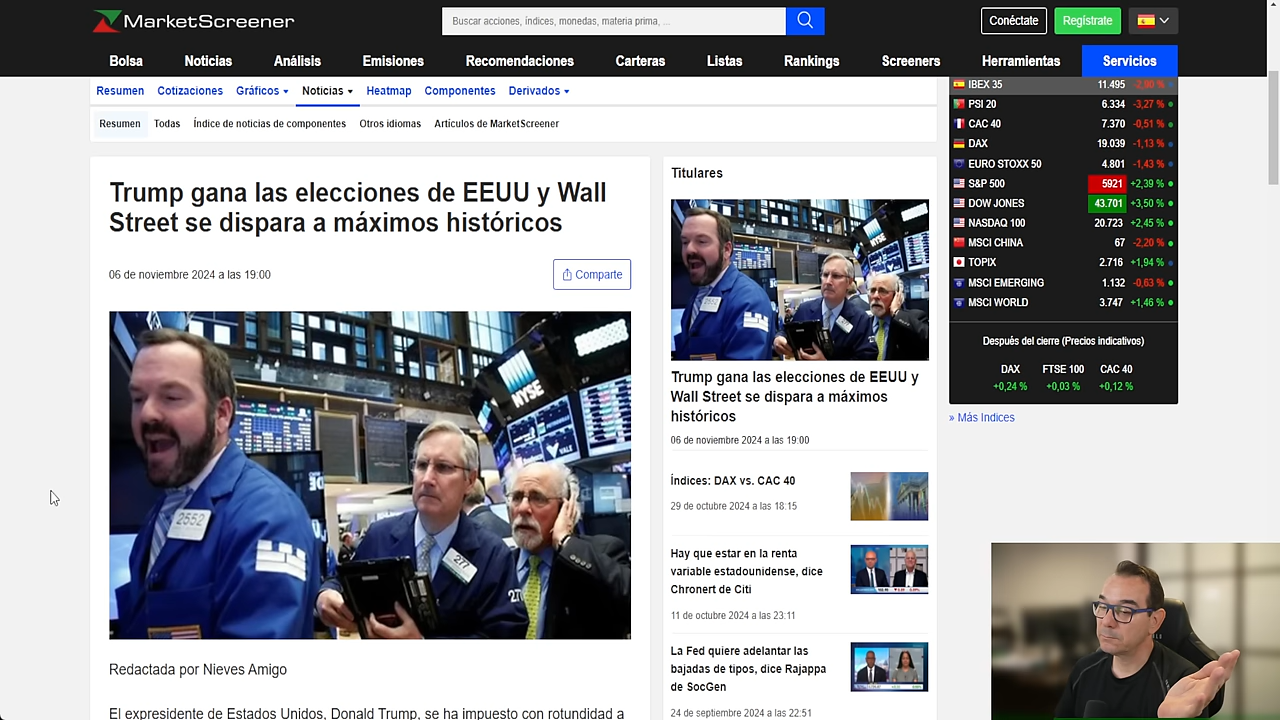 MarketScreener
Buscar acciones, índices, monedas, materia prima, ...
Conéctate
Regístrate
Bolsa
Noticias
Análisis
Emisiones
Recomendaciones
Carteras
Listas
Rankings
Screeners
Herramientas
Servicios
Resumen
Cotizaciones
Gráficos
Noticias
Heatmap
Componentes
Derivados
Resumen
Todas
Índice de noticias de componentes
Otros idiomas
Artículos de MarketScreener
Trump gana las elecciones de EEUU y Wall
Street se dispara a máximos históricos
06 de noviembre 2024 a las 19:00
Comparte
NYSE
VALE
2552
277
Redactada por Nieves Amigo
El expresidente de Estados Unidos, Donald Trump, se ha impuesto con rotundidad a
Titulares
Trump gana las elecciones de EEUU y
Wall Street se dispara a máximos
históricos
06 de noviembre 2024 a las 19:00
Índices: DAX vs. CAC 40
29 de octubre 2024 a las 18:15
Hay que estar en la renta
variable estadounidense, dice
Chronert de Citi
11 de octubre 2024 a las 23:11
La Fed quiere adelantar las
bajadas de tipos, dice Rajappa
de SocGen
24 de septiembre 2024 a las 22:51
IBEX 35 11.495 -2,90 %
PSI 20 6.334 -3,27 %
CAC 40 7.370 -0,51 %
DAX 19.039 -1,13 %
EURO STOXX 50 4.801 -1,43 %
S&P 500 5921 +2,39 %
DOW JONES 43.701 +3,50 %
NASDAQ 100 20.723 +2,45 %
MSCI CHINA 67 -2,20 %
TOPIX 2.716 +1,94 %
MSCI EMERGING 1.132 -0,63 %
MSCI WORLD 3.747 +1,46 %
Después del cierre (Precios indicativos)
DAX FTSE 100 CAC 40
+0,24 % +0,03 % +0,12 %
» Más Indices